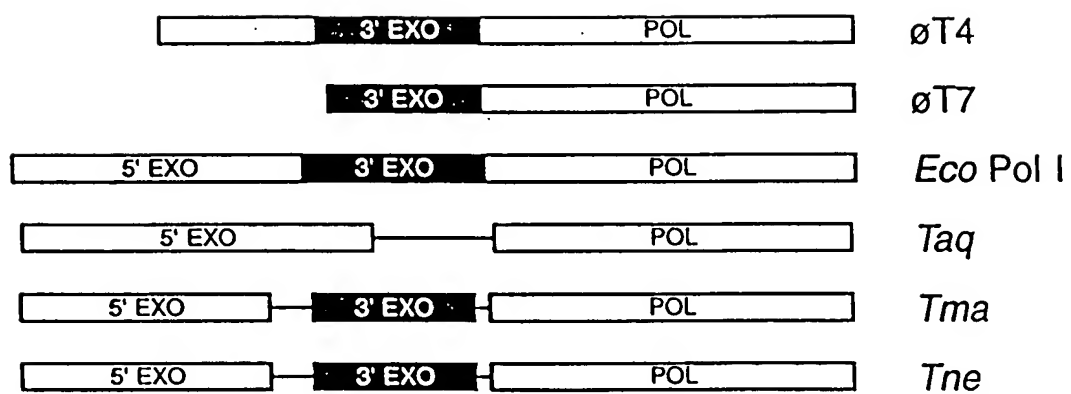 3' EXO POL øT4
3' EXO POL øT7
5' EXO 3' EXO POL Eco Pol I
5' EXO POL Taq
5' EXO 3' EXO POL Tma
5' EXO 3' EXO POL Tne